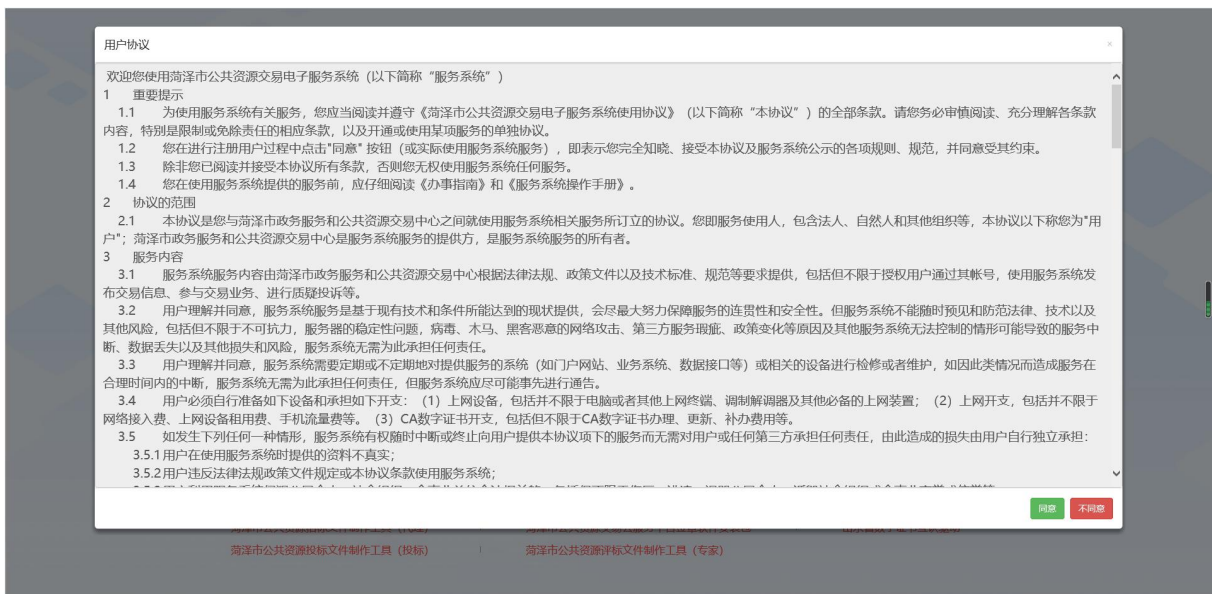 用户协议
×
欢迎您使用菏泽市公共资源交易电子服务系统（以下简称“服务系统”）
1 重要提示
1.1 为使用服务系统有关服务，您应当阅读并遵守《菏泽市公共资源交易电子服务系统使用协议》（以下简称“本协议”）的全部条款。请您务必审慎阅读、充分理解各条款
内容，特别是限制或免除责任的相应条款，以及开通或使用某项服务的单独协议。
1.2 您在进行注册用户过程中点击"同意" 按钮（或实际使用服务系统服务），即表示您完全知晓、接受本协议及服务系统公示的各项规则、规范，并同意受其约束。
1.3 除非您已阅读并接受本协议所有条款，否则您无权使用服务系统任何服务。
1.4 您在使用服务系统提供的服务前，应仔细阅读《办事指南》和《服务系统操作手册》。
2 协议的范围
2.1 本协议是您与菏泽市政务服务和公共资源交易中心之间就使用服务系统相关服务所订立的协议。您即服务使用人，包含法人、自然人和其他组织等，本协议以下称您为"用
户"；菏泽市政务服务和公共资源交易中心是服务系统服务的提供方，是服务系统服务的所有者。
3 服务内容
3.1 服务系统服务内容由菏泽市政务服务和公共资源交易中心根据法律法规、政策文件以及技术标准、规范等要求提供，包括但不限于授权用户通过其帐号，使用服务系统发
布交易信息、参与交易业务、进行质疑投诉等。
3.2 用户理解并同意，服务系统服务是基于现有技术和条件所能达到的现状提供，会尽最大努力保障服务的连贯性和安全性。但服务系统不能随时预见和防范法律、技术以及
其他风险，包括但不限于不可抗力，服务器的稳定性问题，病毒、木马、黑客恶意的网络攻击、第三方服务瑕疵、政策变化等原因及其他服务系统无法控制的情形可能导致的服务中
断、数据丢失以及其他损失和风险，服务系统无需为此承担任何责任。
3.3 用户理解并同意，服务系统需要定期或不定期地对提供服务的系统（如门户网站、业务系统、数据接口等）或相关的设备进行检修或者维护，如因此类情况而造成服务在
合理时间内的中断，服务系统无需为此承担任何责任，但服务系统应尽可能事先进行通告。
3.4 用户必须自行准备如下设备和承担如下开支：（1）上网设备，包括并不限于电脑或者其他上网终端、调制解调器及其他必备的上网装置；（2）上网开支，包括并不限于
网络接入费、上网设备租用费、手机流量费等。（3）CA数字证书开支，包括但不限于CA数字证书办理、更新、补办费用等。
3.5 如发生下列任何一种情形，服务系统有权随时中断或终止向用户提供本协议项下的服务而无需对用户或任何第三方承担任何责任，由此造成的损失由用户自行独立承担：
3.5.1用户在使用服务系统时提供的资料不真实；
3.5.2用户违反法律法规政策文件规定或本协议条款使用服务系统；
同意 不同意
菏泽市公共资源投标文件制作工具（投标） 菏泽市公共资源评标文件制作工具（专家）